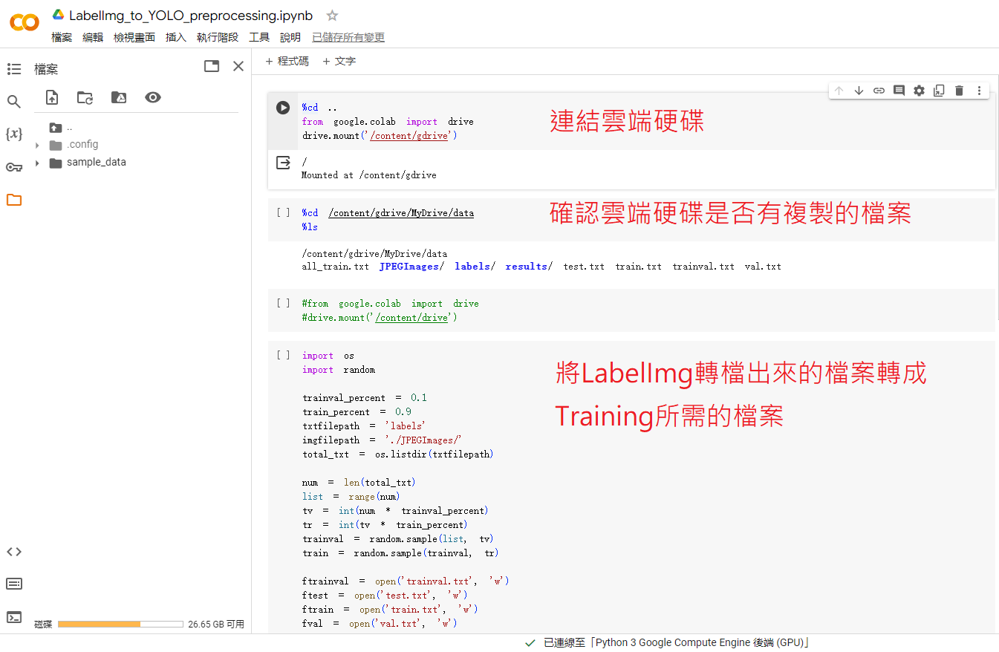 LabelImg_to_YOLO_preprocessing.ipynb
檔案 編輯 檢視畫面 插入 執行階段 工具 說明 已儲存所有變更
檔案
+ 程式碼 + 文字
..
.config
sample_data
%cd ..
from google.colab import drive
drive.mount('/content/gdrive')
連結雲端硬碟
/
Mounted at /content/gdrive
[ ] %cd /content/gdrive/MyDrive/data
%ls
確認雲端硬碟是否有複製的檔案
/content/gdrive/MyDrive/data
all_train.txt JPEGImages/ labels/ results/ test.txt train.txt trainval.txt val.txt
[ ] #from google.colab import drive
#drive.mount('/content/drive')
[ ] import os
import random
將LabelImg轉檔出來的檔案轉成
Training所需的檔案
trainval_percent = 0.1
train_percent = 0.9
txtfilepath = 'labels'
imgfilepath = './JPEGImages/'
total_txt = os.listdir(txtfilepath)
num = len(total_txt)
list = range(num)
tv = int(num * trainval_percent)
tr = int(tv * train_percent)
trainval = random.sample(list, tv)
train = random.sample(trainval, tr)
ftrainval = open('trainval.txt', 'w')
ftest = open('test.txt', 'w')
ftrain = open('train.txt', 'w')
fval = open('val.txt', 'w')
磁碟 26.65 GB 可用
已連線至「Python 3 Google Compute Engine 後端 (GPU)」